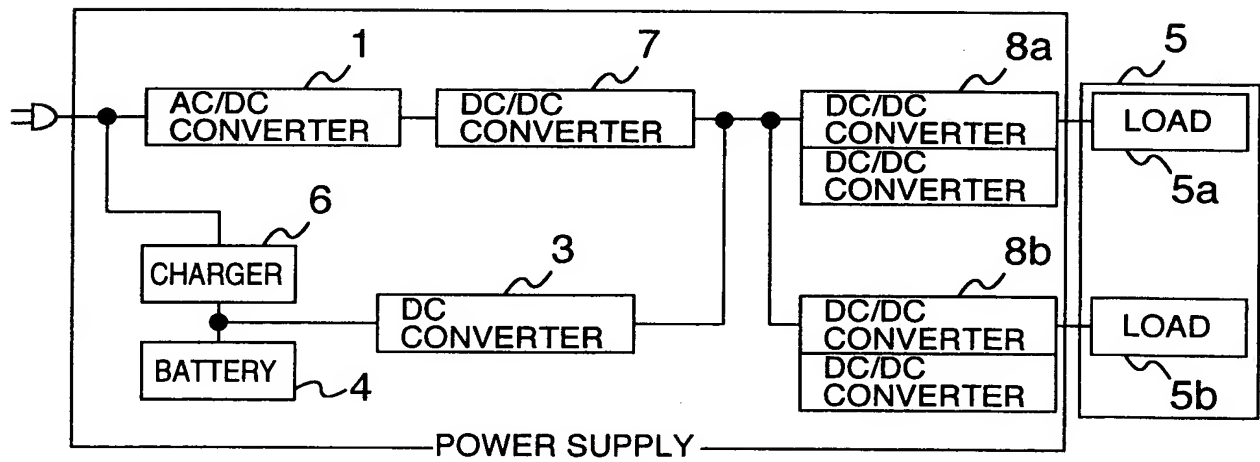 1
7
8a
5
AC/DC
CONVERTER
DC/DC
CONVERTER
DC/DC
CONVERTER
DC/DC
CONVERTER
LOAD
5a
6
CHARGER
3
DC
CONVERTER
8b
DC/DC
CONVERTER
DC/DC
CONVERTER
LOAD
5b
BATTERY
4
POWER SUPPLY